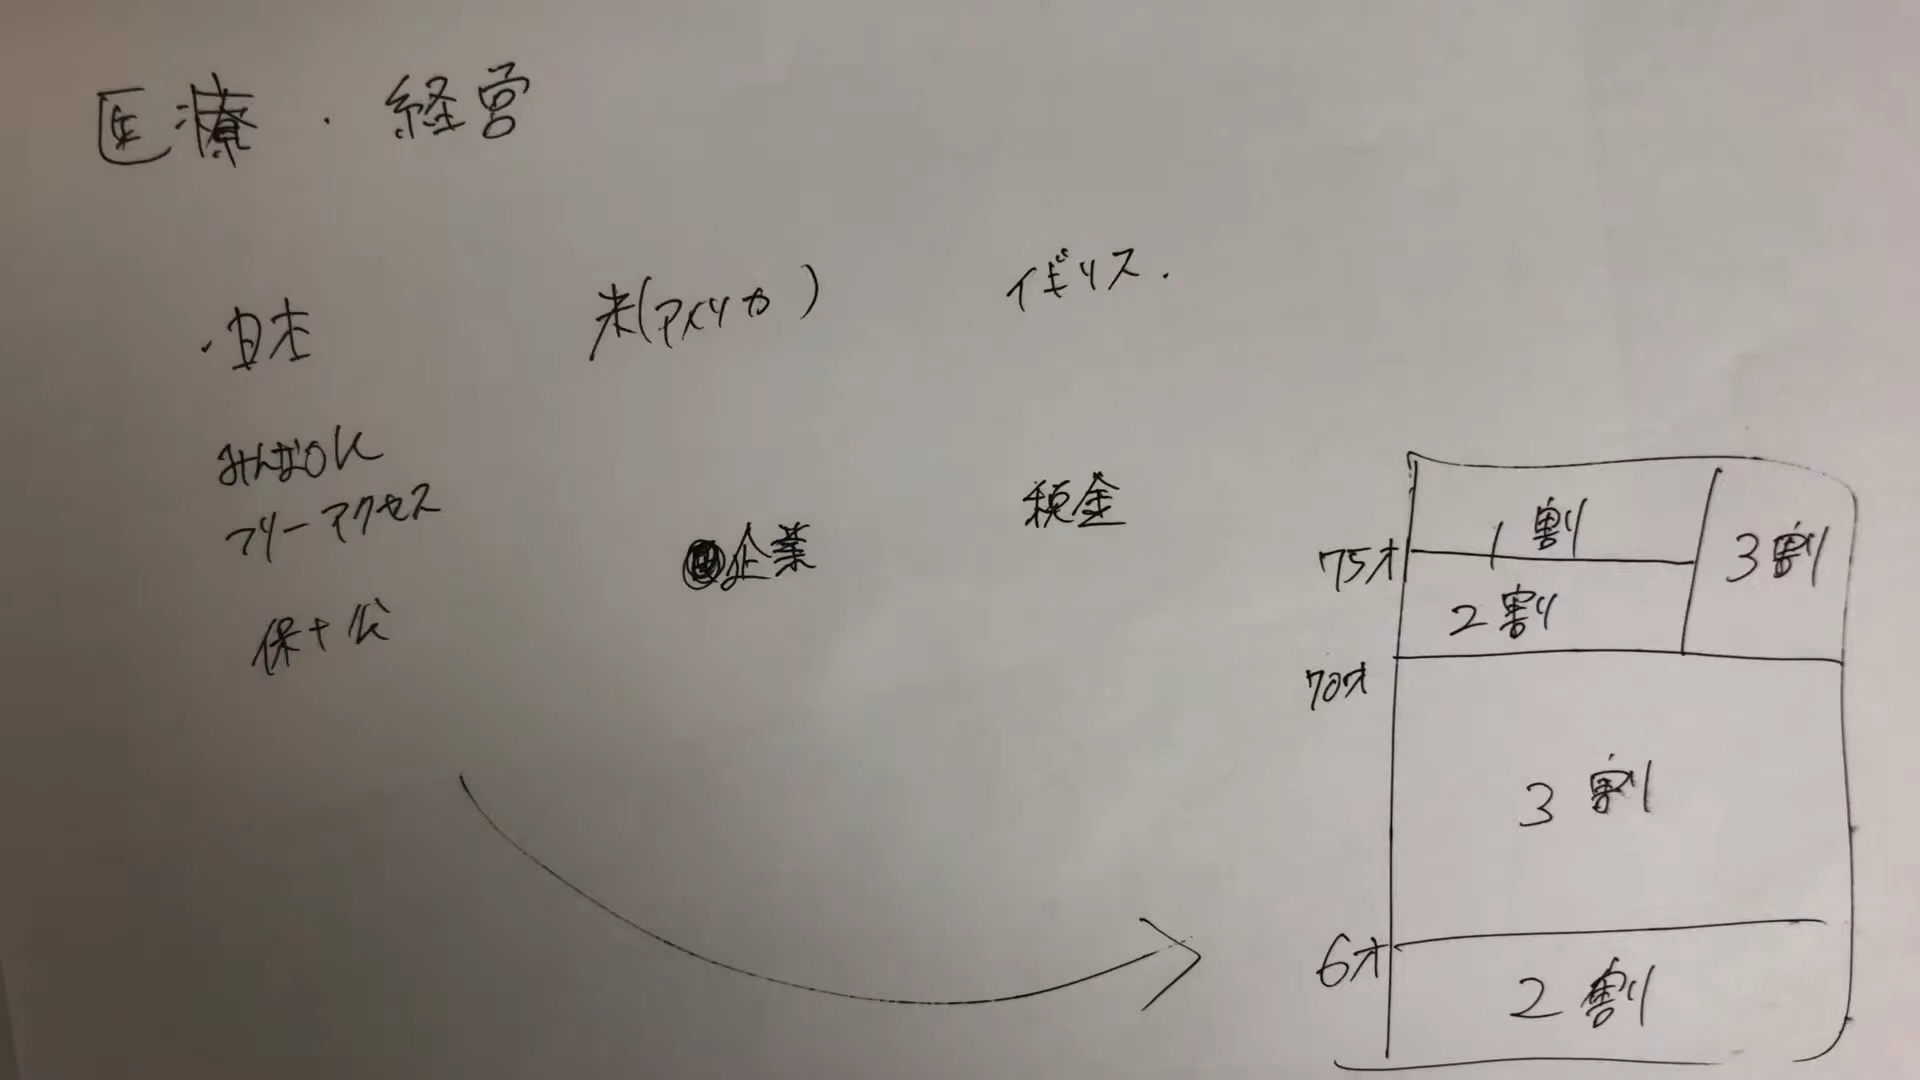 医療・経営
・日本
米(アメリカ)
イギリス.
みんなOK
フリーアクセス
保+公
企業
税金
1割
3割
75才
2割
70才
3割
6才
2割